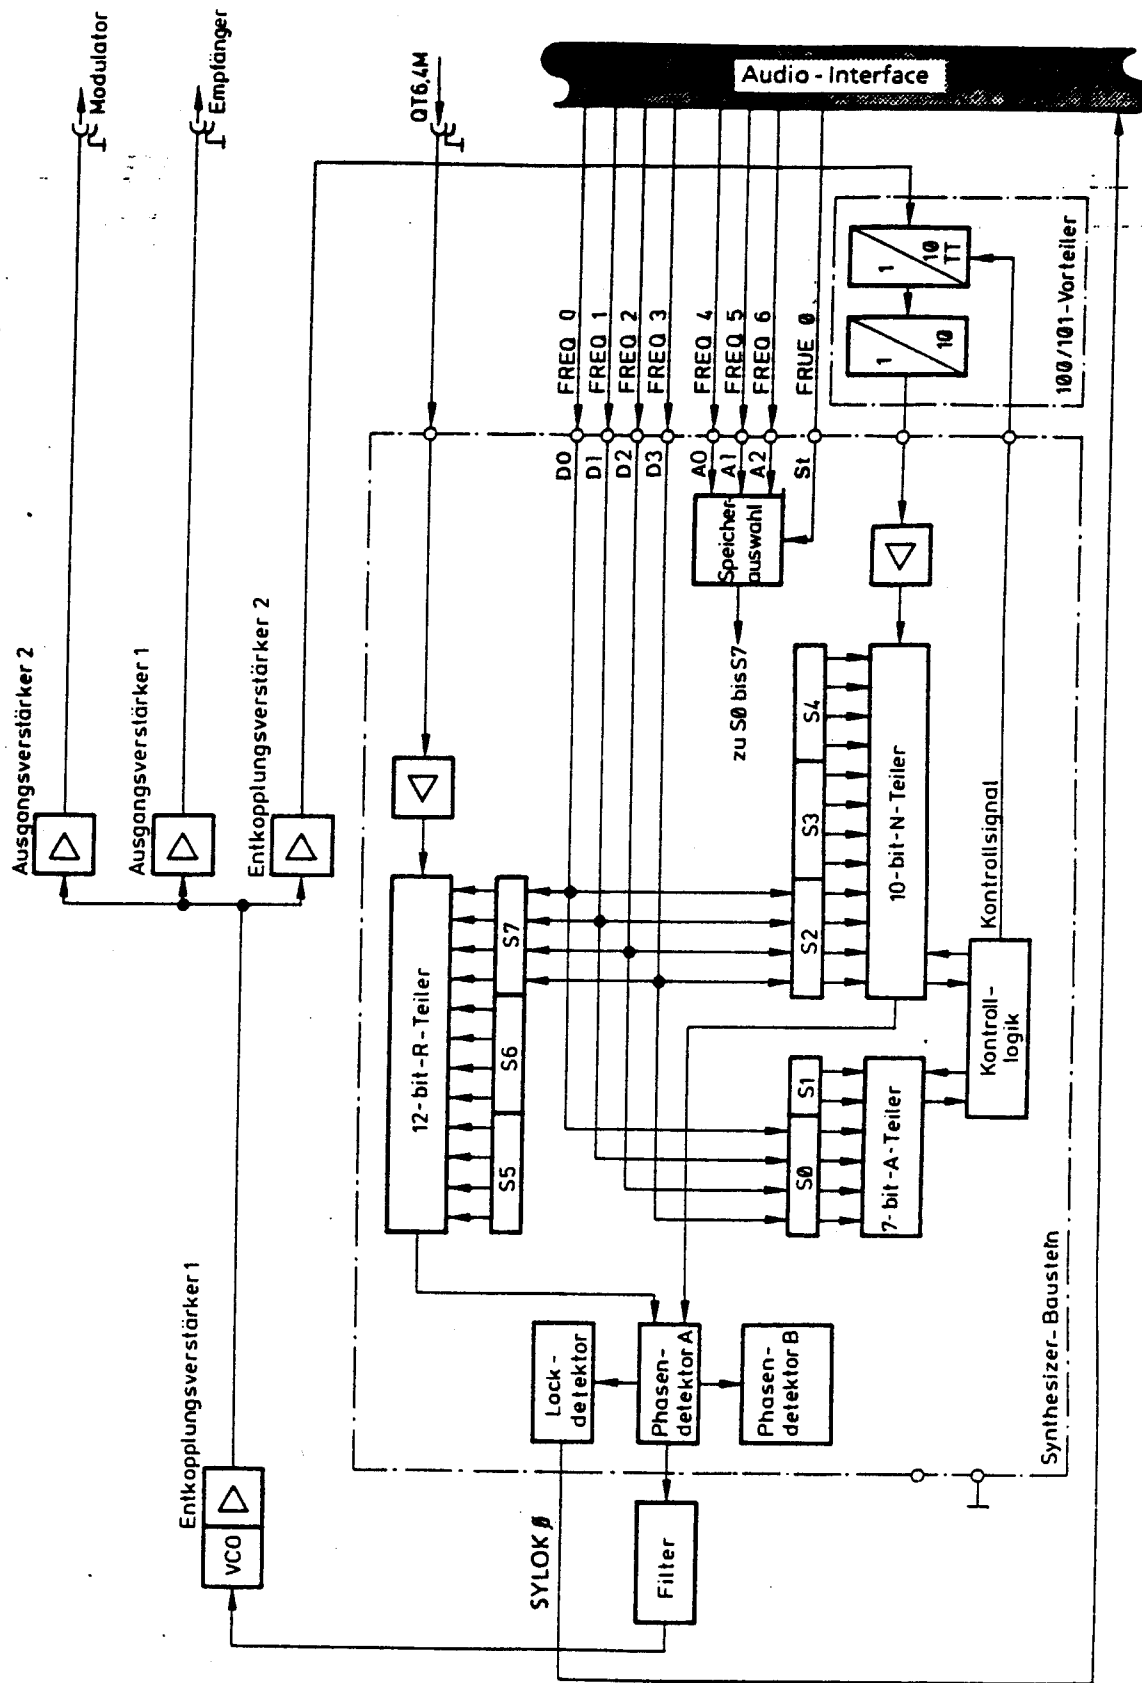 Modulator
Empfänger
QT6,4M
Audio-Interface
Ausgangsverstärker 2
Ausgangsverstärker 1
Entkopplungsverstärker 2
Entkopplungsverstärker 1
VCO
FREQ 0
FREQ 1
FREQ 2
FREQ 3
FREQ 4
FREQ 5
FREQ 6
FRUE 0
D0
D1
D2
D3
A0
A1
A2
St
1
10
TT
1
10
100/101-Vorteiler
Speicher-
auswahl
zu S0 bis S7
12-bit-R-Teiler
S5
S6
S7
S0
S1
S2
S3
S4
7-bit-A-Teiler
10-bit-N-Teiler
Kontroll-
logik
Kontrollsignal
Lock-
detektor
Phasen-
detektor A
Phasen-
detektor B
Filter
SYLOK 0
Synthesizer-Baustein